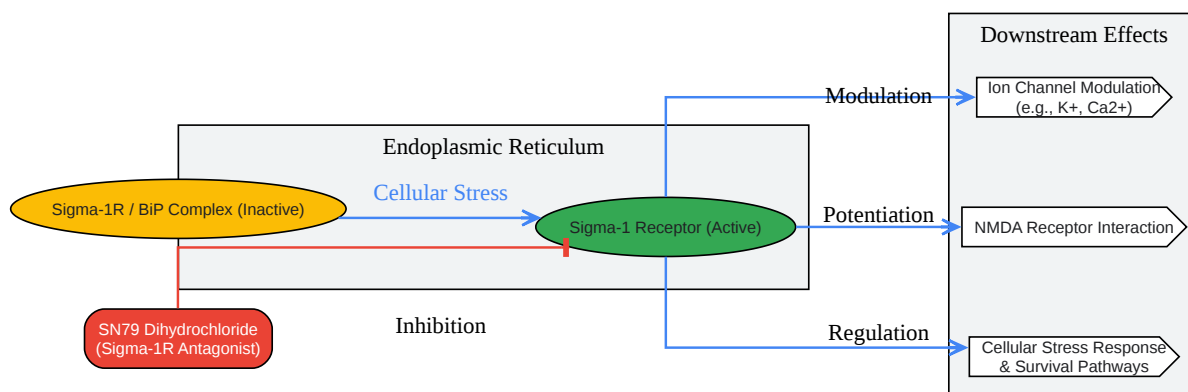 Downstream Effects
Modulation
Ion Channel Modulation
(e.g., K+, Ca2+)
Endoplasmic Reticulum
Cellular Stress
Sigma-1R / BiP Complex (Inactive)
Sigma-1 Receptor (Active)
Potentiation
NMDA Receptor Interaction
SN79 Dihydrochloride
(Sigma-1R Antagonist)
Inhibition
Regulation
Cellular Stress Response
& Survival Pathways